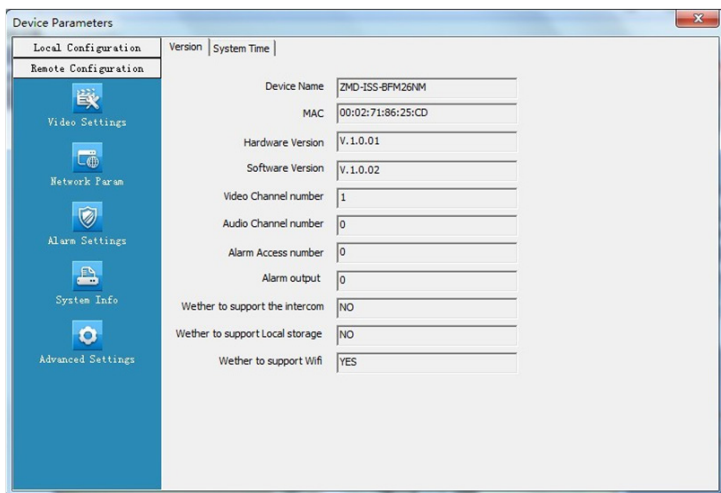 Device Parameters
Local Configuration
Remote Configuration
Video Settings
Network Param
Alarm Settings
System Info
Advanced Settings
Version
System Time
Device Name ZMD-ISS-BFM26NM
MAC 00:02:71:86:25:CD
Hardware Version V.1.0.01
Software Version V.1.0.02
Video Channel number 1
Audio Channel number 0
Alarm Access number 0
Alarm output 0
Wether to support the intercom NO
Wether to support Local storage NO
Wether to support Wifi YES